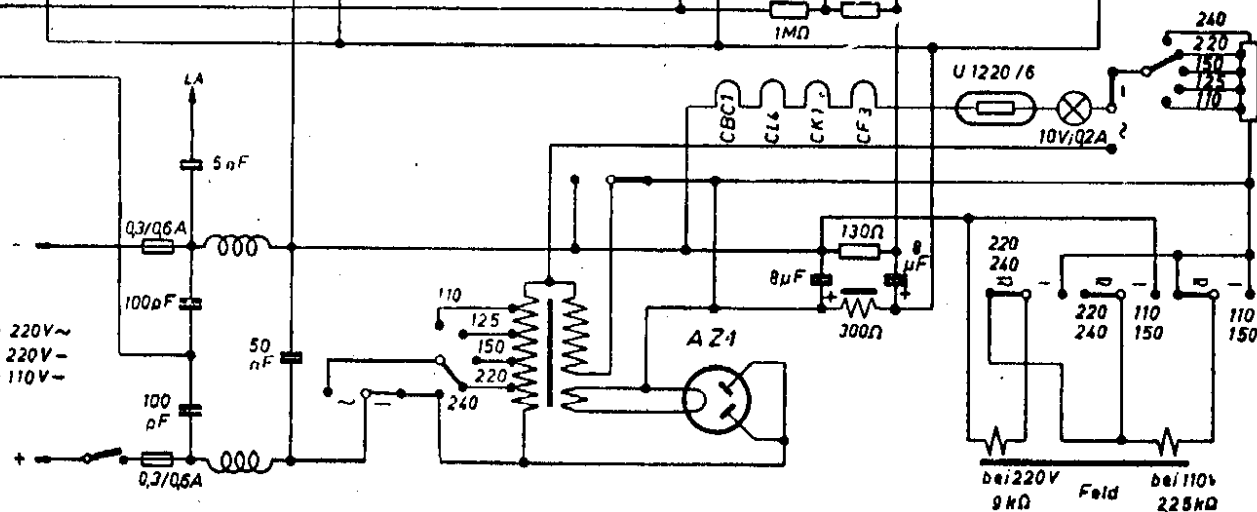 1MΩ
240
220
150
125
110
LA
U1220/6
CBC1
CL4
CK1
CF3
10V;0,2A
~
5nF
0,3/0,6A
-
130Ω
8µF
8
µF
+
+
300Ω
220
240
~
-
~
-
~
220
240
110
150
110
150
100pF
220V~
220V-
110V-
50
nF
110
125
150
220
240
AZ1
~
-
100
pF
+
0,3/0,6A
bei 220V
9kΩ
Feld
bei 110V
2,25kΩ